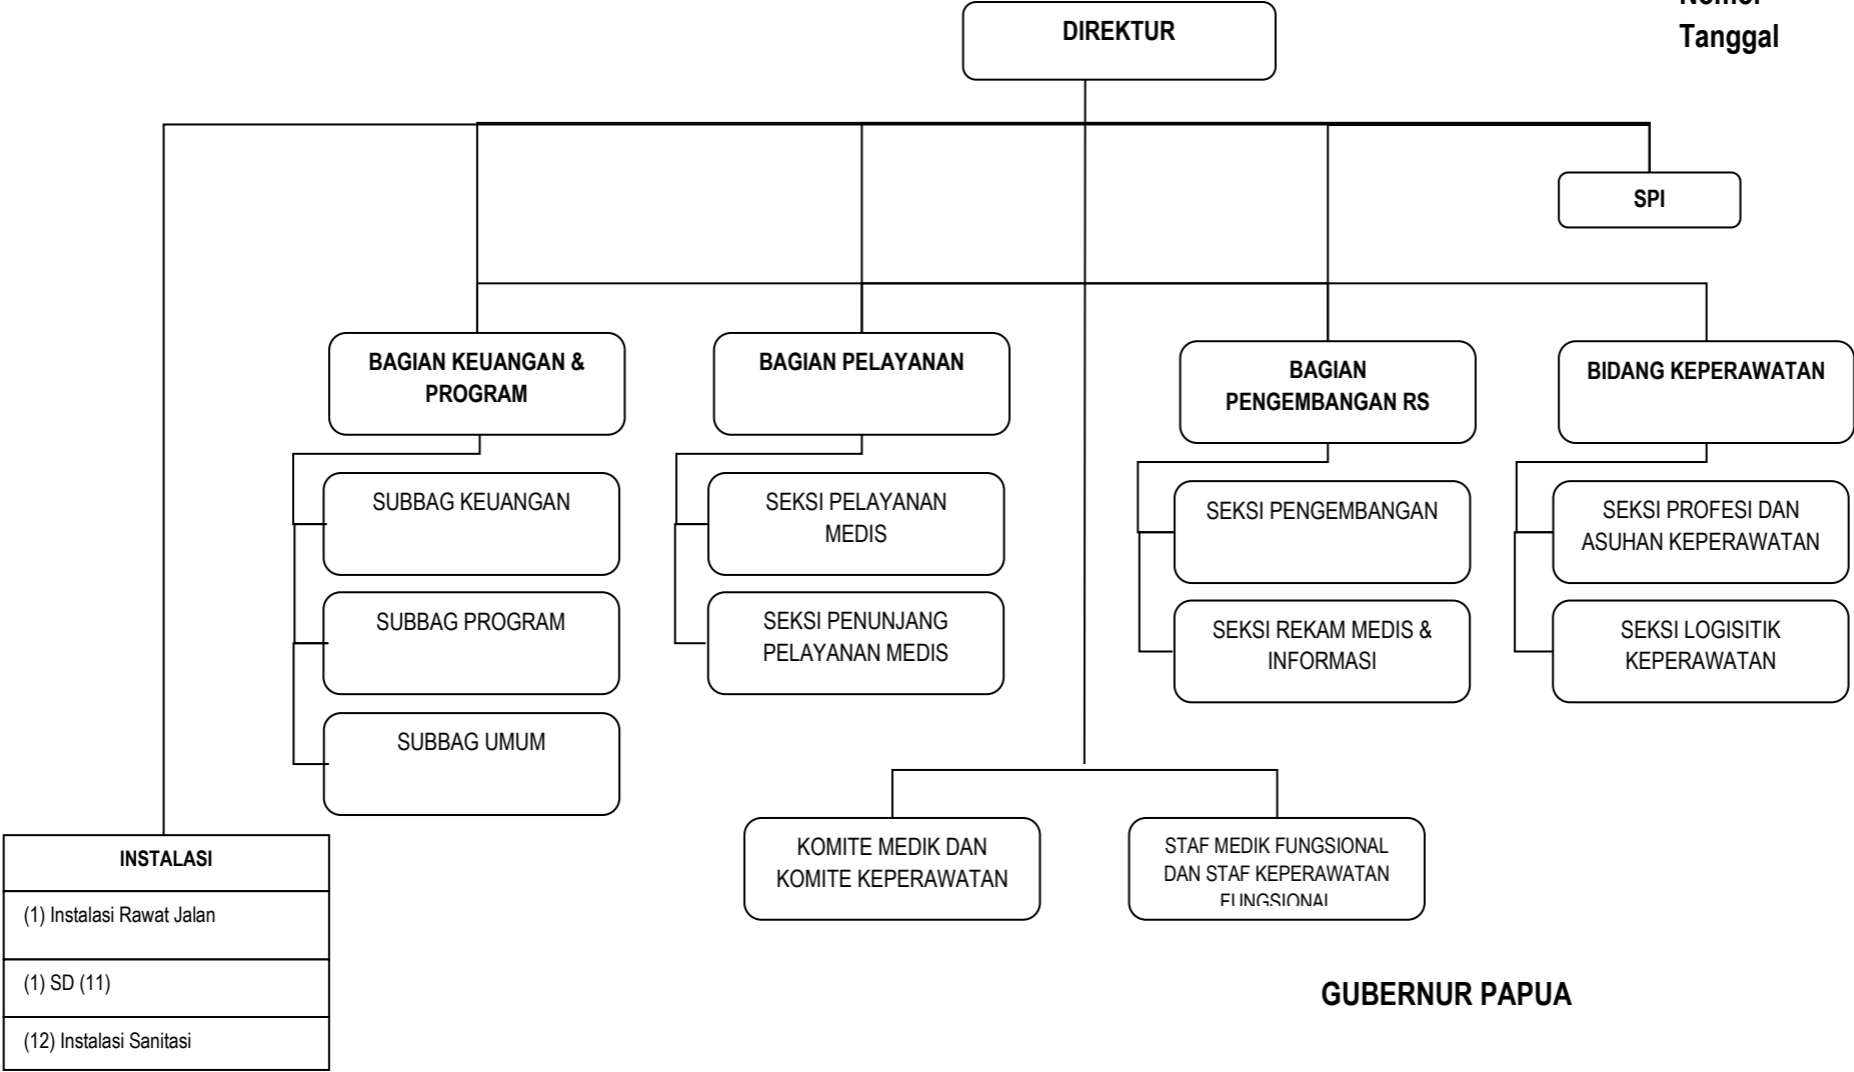 DIREKTUR
Tanggal
SPI
BAGIAN KEUANGAN &
PROGRAM
BAGIAN PELAYANAN
BAGIAN
PENGEMBANGAN RS
BIDANG KEPERAWATAN
SUBBAG KEUANGAN
SEKSI PELAYANAN
MEDIS
SEKSI PENGEMBANGAN
SEKSI PROFESI DAN
ASUHAN KEPERAWATAN
SUBBAG PROGRAM
SEKSI PENUNJANG
PELAYANAN MEDIS
SEKSI REKAM MEDIS &
INFORMASI
SEKSI LOGISITIK
KEPERAWATAN
SUBBAG UMUM
KOMITE MEDIK DAN
KOMITE KEPERAWATAN
STAF MEDIK FUNGSIONAL
DAN STAF KEPERAWATAN
FUNGSIONAL
INSTALASI
(1) Instalasi Rawat Jalan
(1) SD (11)
(12) Instalasi Sanitasi
GUBERNUR PAPUA